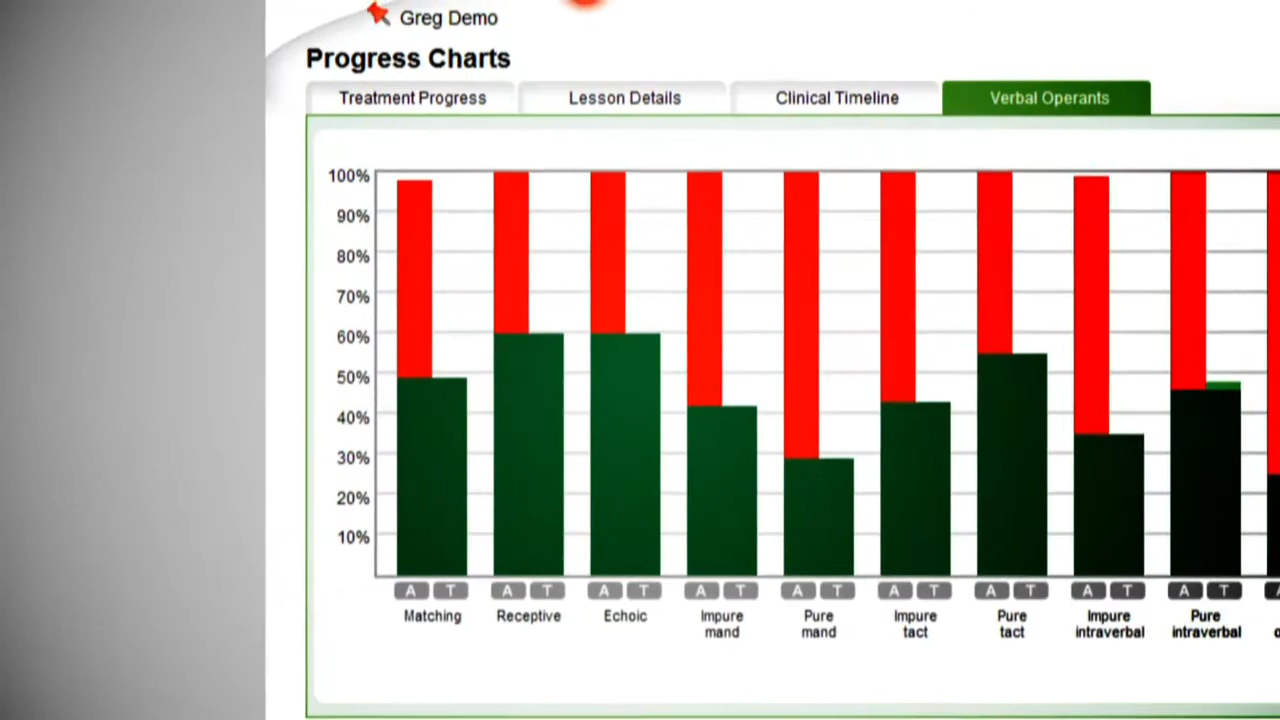 Greg Demo
Progress Charts
Treatment Progress Lesson Details Clinical Timeline Verbal Operants
100%
90%
80%
70%
60%
50%
40%
30%
20%
10%
A T A T A T A T A T A T A T A T A T
Matching Receptive Echoic Impure mand Pure mand Impure tact Pure tact Impure intraverbal Pure intraverbal